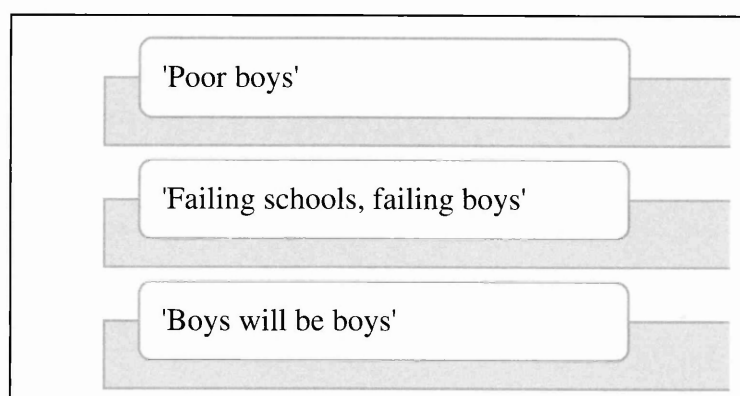 'Poor boys'
'Failing schools, failing boys'
'Boys will be boys'